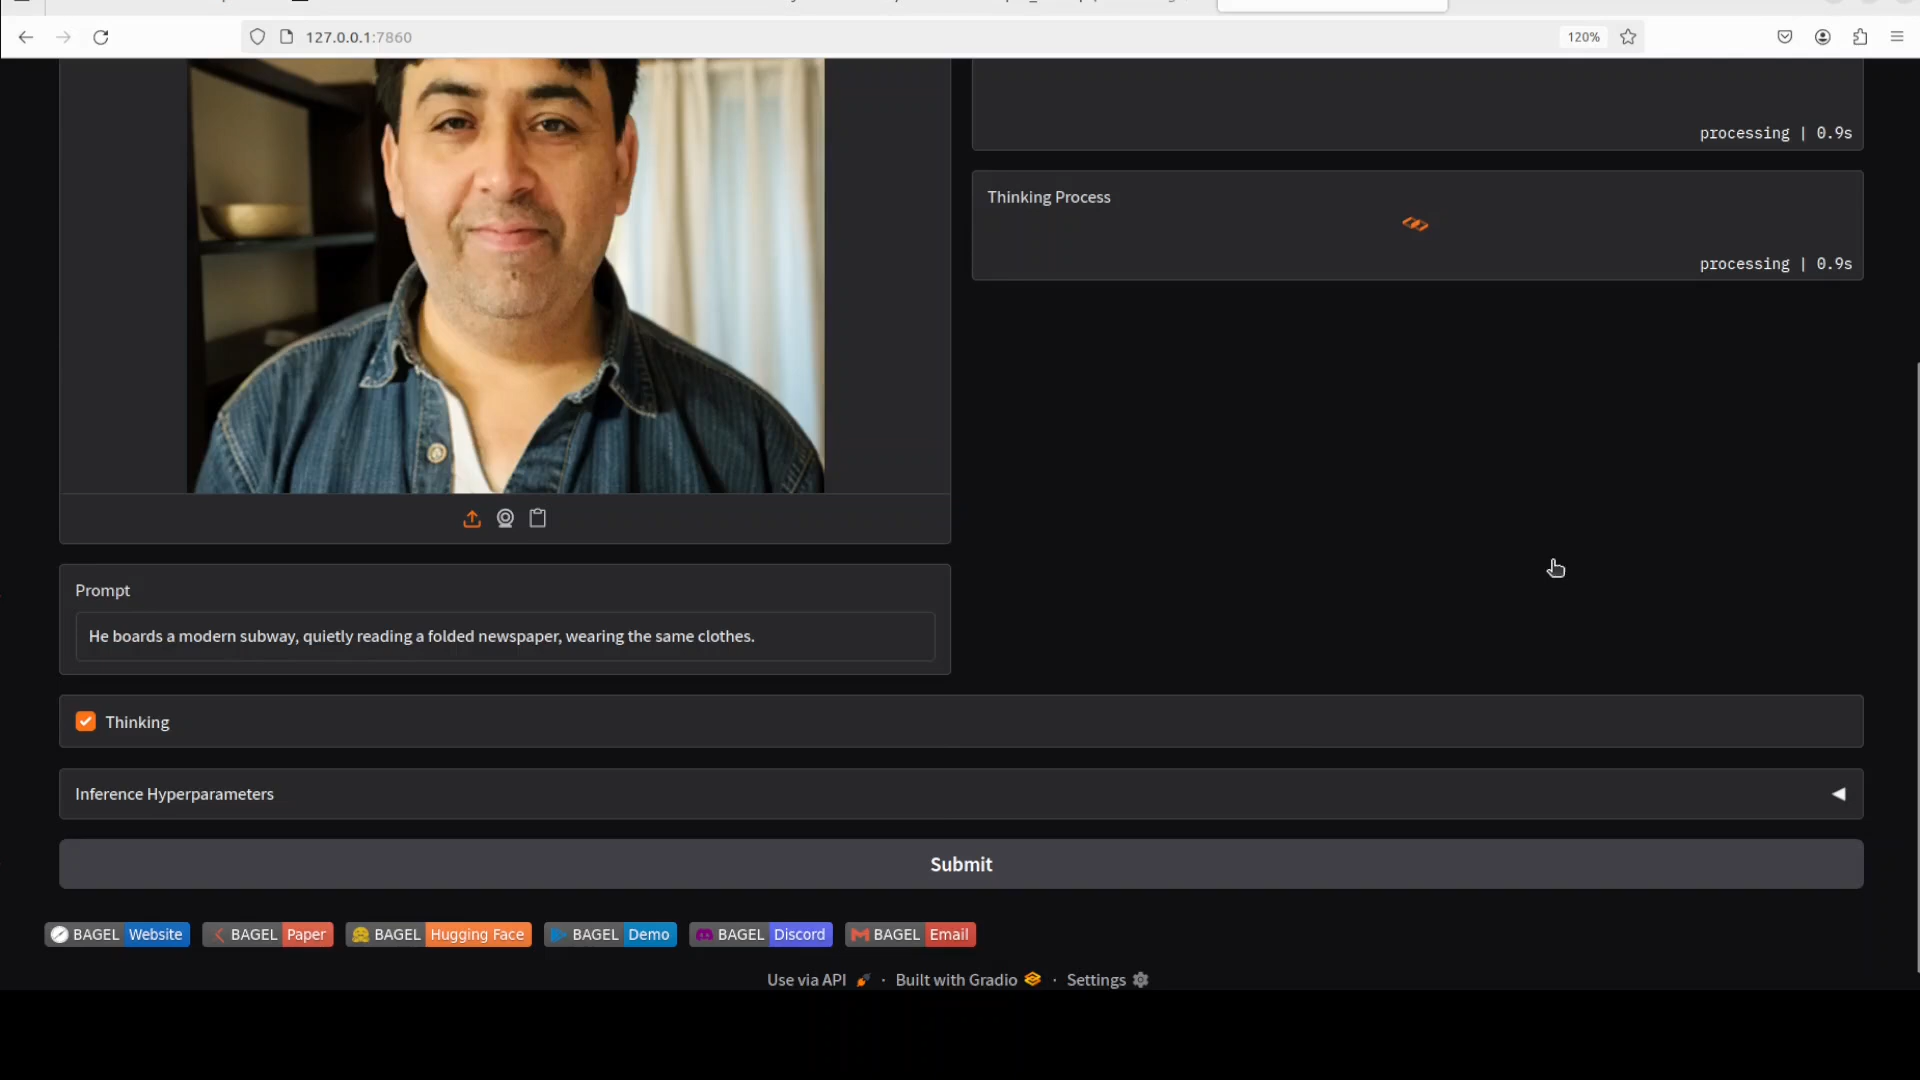 127.0.0.1:7860
120%
processing | 0.9s
Thinking Process
processing | 0.9s
Prompt
He boards a modern subway, quietly reading a folded newspaper, wearing the same clothes.
Thinking
Inference Hyperparameters
Submit
BAGEL Website BAGEL Paper BAGEL Hugging Face BAGEL Demo BAGEL Discord BAGEL Email
Use via API · Built with Gradio · Settings